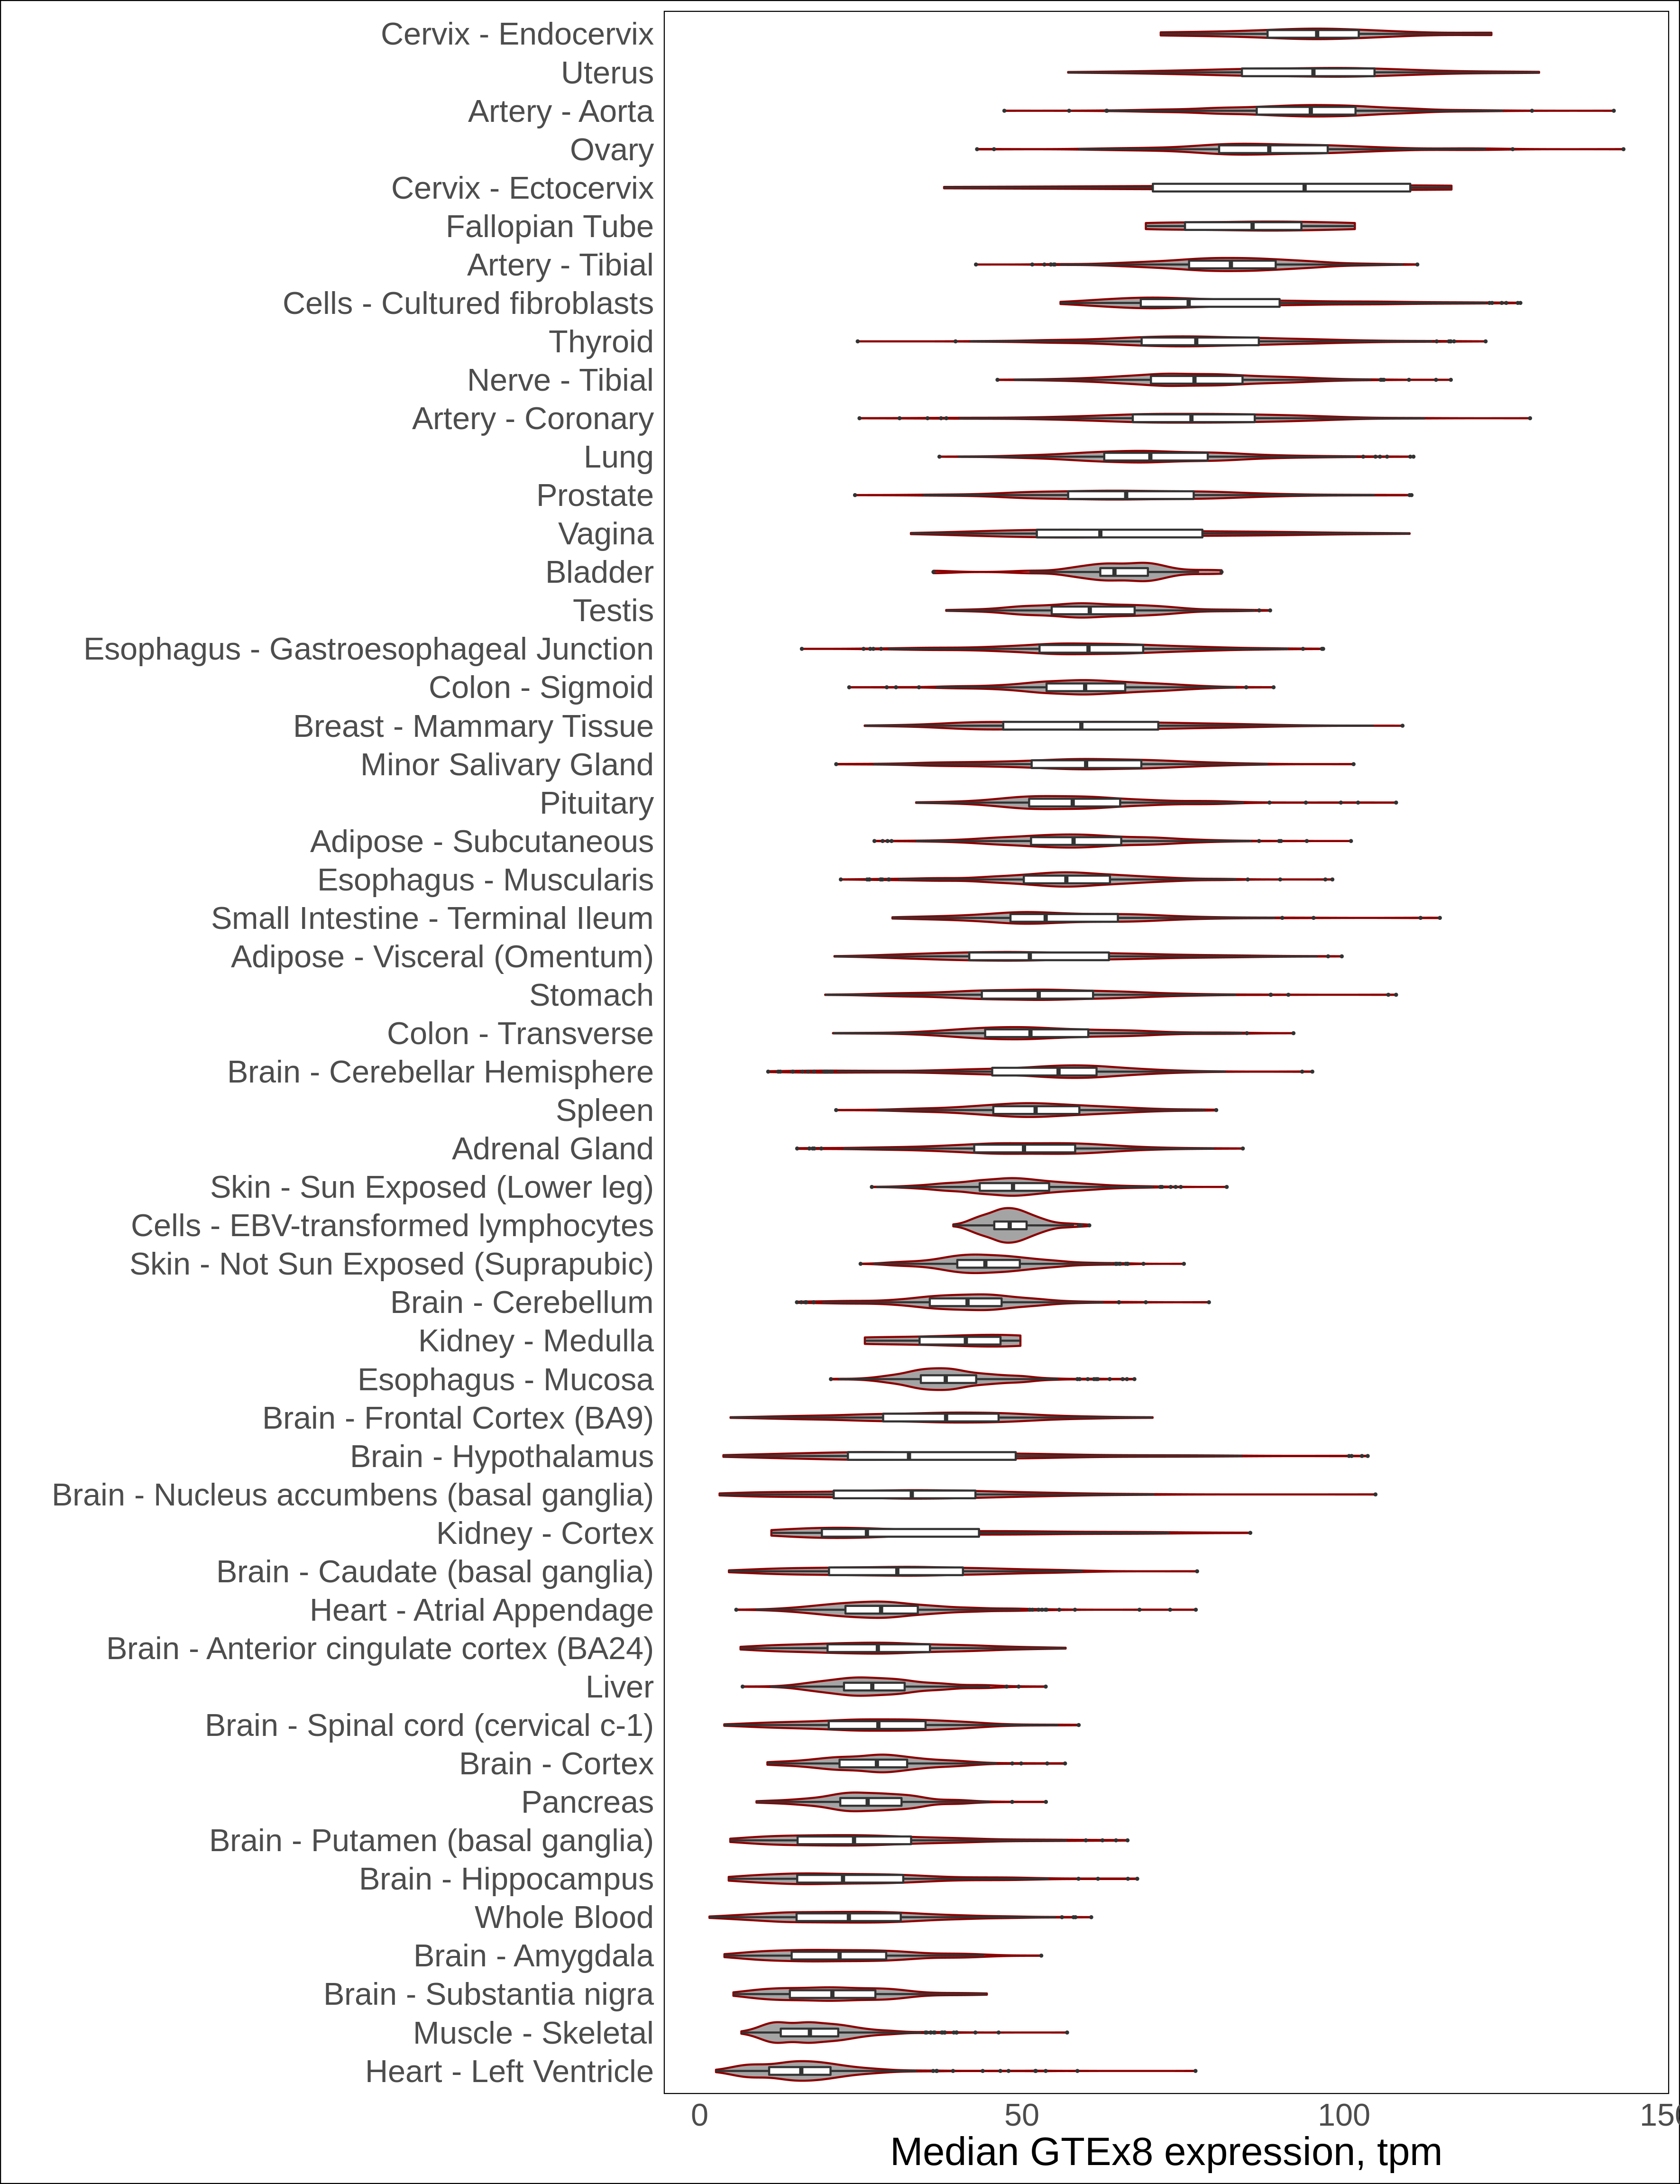 Cervix - Endocervix
Uterus
Artery - Aorta
Ovary
Cervix - Ectocervix
Fallopian Tube
Artery - Tibial
Cells - Cultured fibroblasts
Thyroid
Nerve - Tibial
Artery - Coronary
Lung
Prostate
Vagina
Bladder
Testis
Esophagus - Gastroesophageal Junction
Colon - Sigmoid
Breast - Mammary Tissue
Minor Salivary Gland
Pituitary
Adipose - Subcutaneous
Esophagus - Muscularis
Small Intestine - Terminal Ileum
Adipose - Visceral (Omentum)
Stomach
Colon - Transverse
Brain - Cerebellar Hemisphere
Spleen
Adrenal Gland
Skin - Sun Exposed (Lower leg)
Cells - EBV-transformed lymphocytes
Skin - Not Sun Exposed (Suprapubic)
Brain - Cerebellum
Kidney - Medulla
Esophagus - Mucosa
Brain - Frontal Cortex (BA9)
Brain - Hypothalamus
Brain - Nucleus accumbens (basal ganglia)
Kidney - Cortex
Brain - Caudate (basal ganglia)
Heart - Atrial Appendage
Brain - Anterior cingulate cortex (BA24)
Liver
Brain - Spinal cord (cervical c-1)
Brain - Cortex
Pancreas
Brain - Putamen (basal ganglia)
Brain - Hippocampus
Whole Blood
Brain - Amygdala
Brain - Substantia nigra
Muscle - Skeletal
Heart - Left Ventricle
0 50 100 150
Median GTEx8 expression, tpm